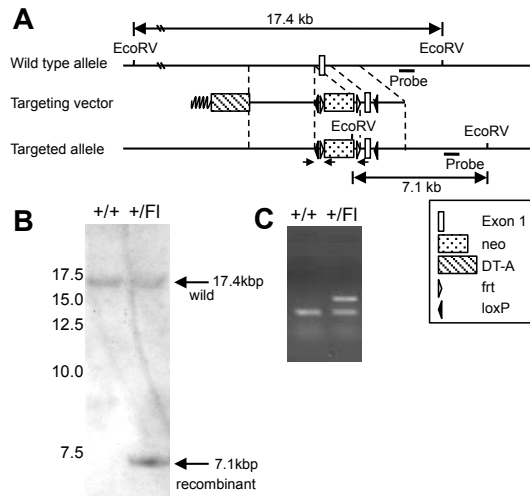 A
17.4 kb
EcoRV
EcoRV
Wild type allele
Probe
Targeting vector
EcoRV
EcoRV
Targeted allele
Probe
7.1 kb
B
+/+ +/Fl
17.5
15.0
12.5
10.0
7.5
17.4kbp
wild
7.1kbp
recombinant
C
+/+ +/Fl
Exon 1
neo
DT-A
frt
loxP